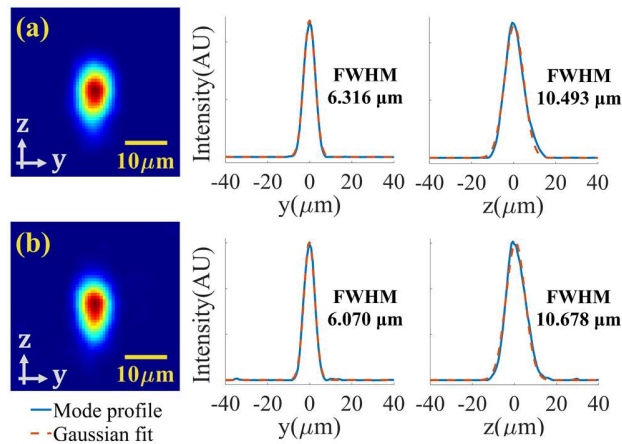 (a)
z
y
10μm
Intensity(AU)
FWHM
6.316 μm
-40 -20 0 20 40
y(μm)
FWHM
10.493 μm
-40 -20 0 20 40
z(μm)
(b)
z
y
10μm
Intensity(AU)
FWHM
6.070 μm
-40 -20 0 20 40
y(μm)
FWHM
10.678 μm
-40 -20 0 20 40
z(μm)
Mode profile
Gaussian fit